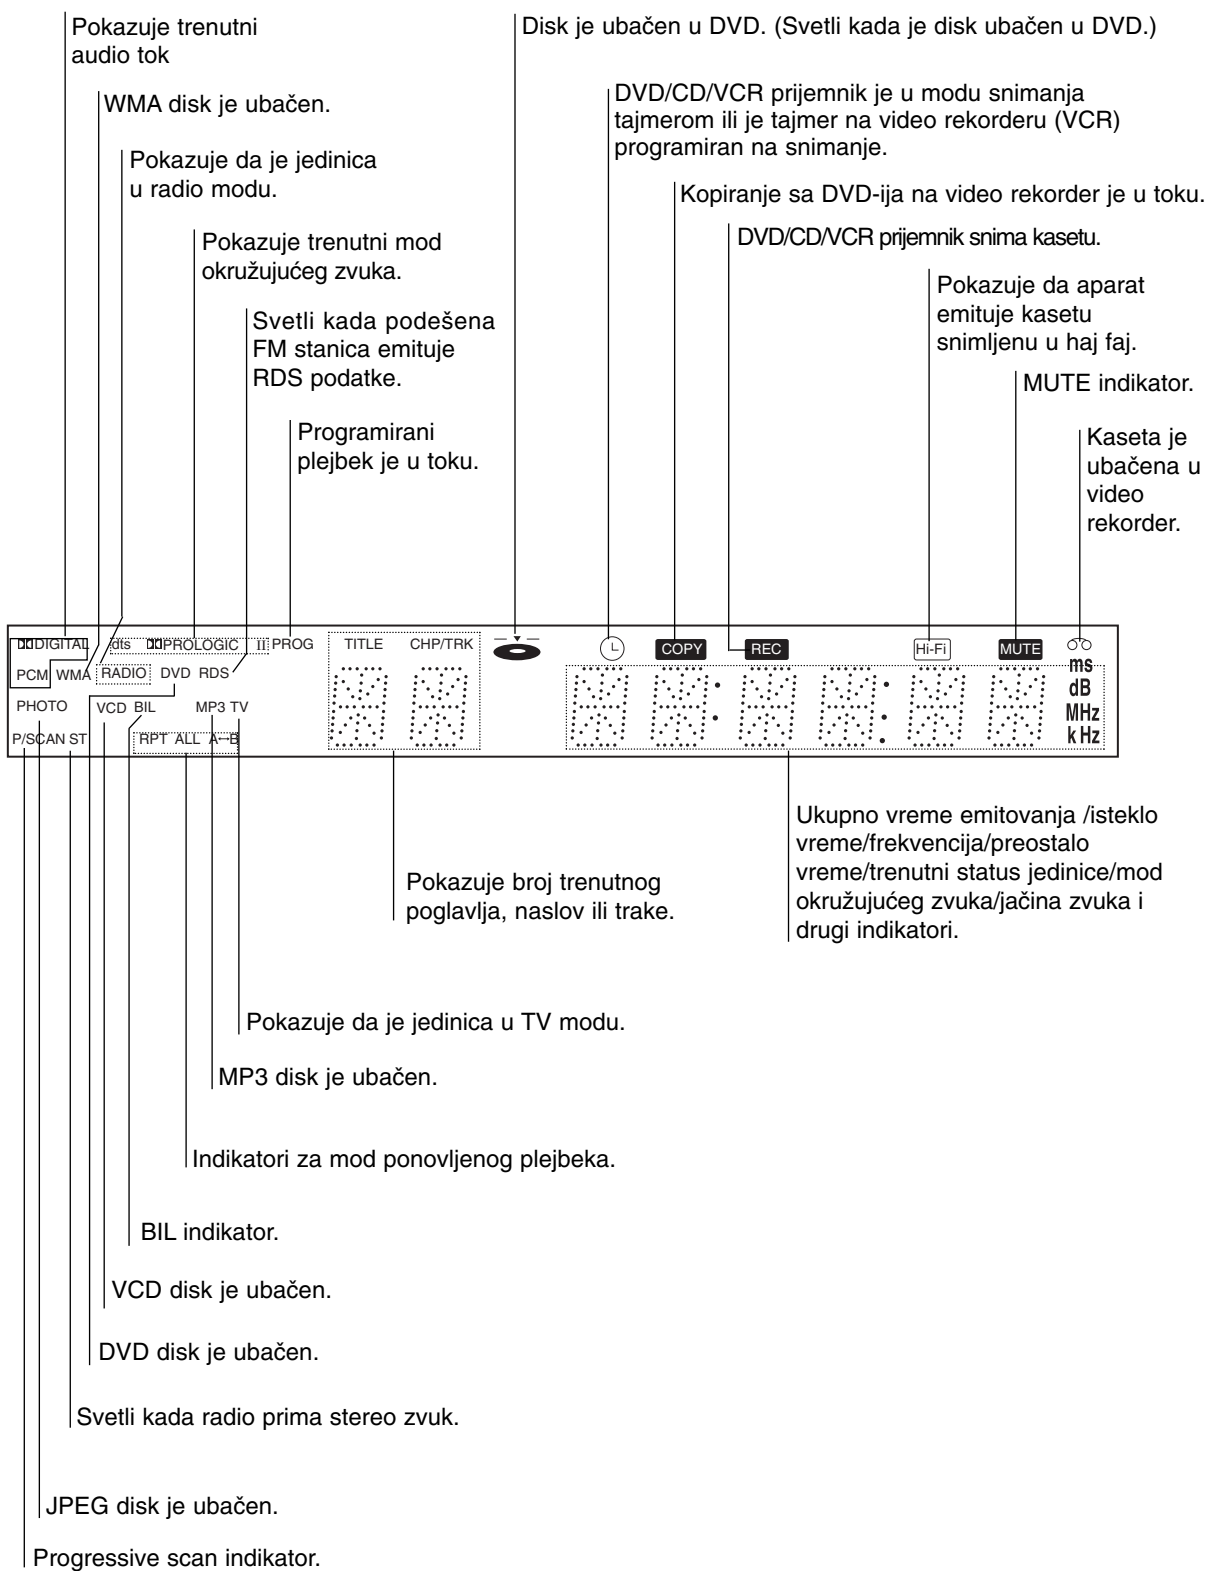 Pokazuje trenutni
audio tok
Disk je ubačen u DVD. (Svetli kada je disk ubačen u DVD.)
WMA disk je ubačen.
DVD/CD/VCR prijemnik je u modu snimanja
tajmerom ili je tajmer na video rekorderu (VCR)
programiran na snimanje.
Pokazuje da je jedinica
u radio modu.
Kopiranje sa DVD-ija na video rekorder je u toku.
Pokazuje trenutni mod
okružujućeg zvuka.
DVD/CD/VCR prijemnik snima kasetu.
Pokazuje da aparat
emituje kasetu
snimljenu u haj faj.
Svetli kada podešena
FM stanica emituje
RDS podatke.
MUTE indikator.
Programirani
plejbek je u toku.
Kaseta je
ubačena u
video
rekorder.
DIGITAL dts PROLOGIC II PROG TITLE CHP/TRK COPY REC Hi-Fi MUTE
PCM WMA RADIO DVD RDS ms
dB
PHOTO VCD BIL MP3 TV MHz
P/SCAN ST RPT ALL A↔B kHz
Ukupno vreme emitovanja /isteklo
vreme/frekvencija/preostalo
vreme/trenutni status jedinice/mod
okružujućeg zvuka/jačina zvuka i
drugi indikatori.
Pokazuje broj trenutnog
poglavlja, naslov ili trake.
Pokazuje da je jedinica u TV modu.
MP3 disk je ubačen.
Indikatori za mod ponovljenog plejbeka.
BIL indikator.
VCD disk je ubačen.
DVD disk je ubačen.
Svetli kada radio prima stereo zvuk.
JPEG disk je ubačen.
Progressive scan indikator.